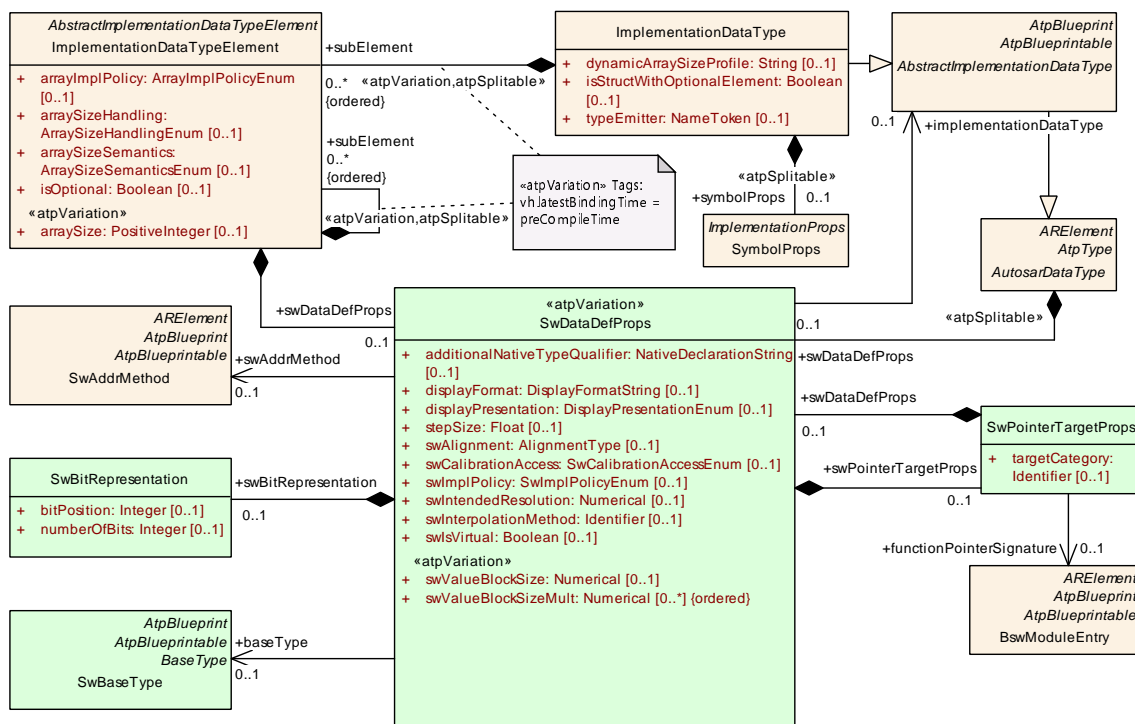 AbstractImplementationDataTypeElement
ImplementationDataTypeElement
+ arrayImplPolicy: ArrayImplPolicyEnum
[0..1]
+ arraySizeHandling:
ArraySizeHandlingEnum [0..1]
+ arraySizeSemantics:
ArraySizeSemanticsEnum [0..1]
+ isOptional: Boolean [0..1]
«atpVariation»
+ arraySize: PositiveInteger [0..1]
+subElement
0..*
{ordered}
«atpVariation,atpSplitable»
+subElement
0..*
{ordered}
«atpVariation,atpSplitable»
ImplementationDataType
+ dynamicArraySizeProfile: String [0..1]
+ isStructWithOptionalElement: Boolean
[0..1]
+ typeEmitter: NameToken [0..1]
AtpBlueprint
AtpBlueprintable
AbstractImplementationDataType
0..1
+implementationDataType
«atpVariation» Tags:
vh.latestBindingTime =
preCompileTime
«atpSplitable»
+symbolProps
0..1
ImplementationProps
SymbolProps
ARElement
AtpType
AutosarDataType
«atpSplitable»
+swDataDefProps
0..1
0..1
+swDataDefProps
0..1
ARElement
AtpBlueprint
AtpBlueprintable
SwAddrMethod
+swAddrMethod
0..1
«atpVariation»
SwDataDefProps
+ additionalNativeTypeQualifier: NativeDeclarationString
[0..1]
+ displayFormat: DisplayFormatString [0..1]
+ displayPresentation: DisplayPresentationEnum [0..1]
+ stepSize: Float [0..1]
+ swAlignment: AlignmentType [0..1]
+ swCalibrationAccess: SwCalibrationAccessEnum [0..1]
+ swImplPolicy: SwImplPolicyEnum [0..1]
+ swIntendedResolution: Numerical [0..1]
+ swInterpolationMethod: Identifier [0..1]
+ swIsVirtual: Boolean [0..1]
«atpVariation»
+ swValueBlockSize: Numerical [0..1]
+ swValueBlockSizeMult: Numerical [0..*] {ordered}
+swDataDefProps
0..1
SwPointerTargetProps
+ targetCategory:
Identifier [0..1]
+swPointerTargetProps
0..1
SwBitRepresentation
+ bitPosition: Integer [0..1]
+ numberOfBits: Integer [0..1]
+swBitRepresentation
0..1
+functionPointerSignature
0..1
ARElement
AtpBlueprint
AtpBlueprintable
BswModuleEntry
AtpBlueprint
AtpBlueprintable
BaseType
SwBaseType
+baseType
0..1